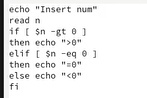 echo "Insert num"
read n
if [ $n -gt 0 ]
then echo ">0"
elif [ $n -eq 0 ]
then echo "=0"
else echo "<0"
fi